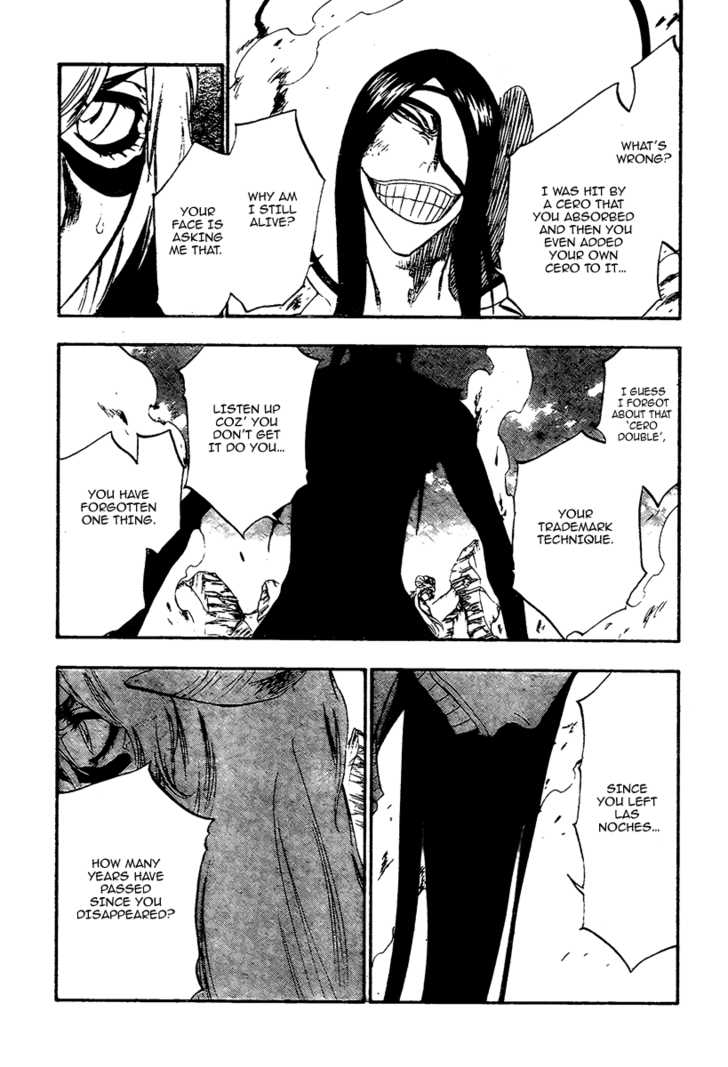 WHAT'S
WRONG?
I WAS HIT BY
A CERO THAT
YOU ABSORBED
AND THEN YOU
EVEN ADDED
YOUR OWN
CERO TO IT...
WHY AM
I STILL
ALIVE?
YOUR
FACE IS
ASKING
ME THAT.
I GUESS
I FORGOT
ABOUT THAT
'CERO
DOUBLE',
YOUR
TRADEMARK
TECHNIQUE.
LISTEN UP
COZ' YOU
DON'T GET
IT DO YOU...
YOU HAVE
FORGOTTEN
ONE THING.
SINCE
YOU LEFT
LAS
NOCHES...
HOW MANY
YEARS HAVE
PASSED
SINCE YOU
DISAPPEARED?